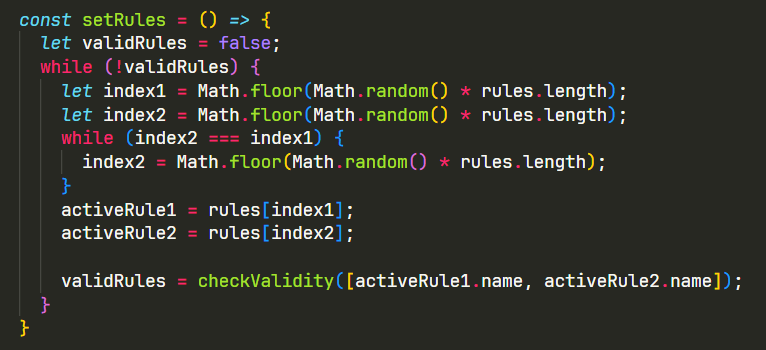 const setRules = () => {
  let validRules = false;
  while (!validRules) {
    let index1 = Math.floor(Math.random() * rules.length);
    let index2 = Math.floor(Math.random() * rules.length);
    while (index2 === index1) {
      index2 = Math.floor(Math.random() * rules.length);
    }
    activeRule1 = rules[index1];
    activeRule2 = rules[index2];

    validRules = checkValidity([activeRule1.name, activeRule2.name]);
  }
}